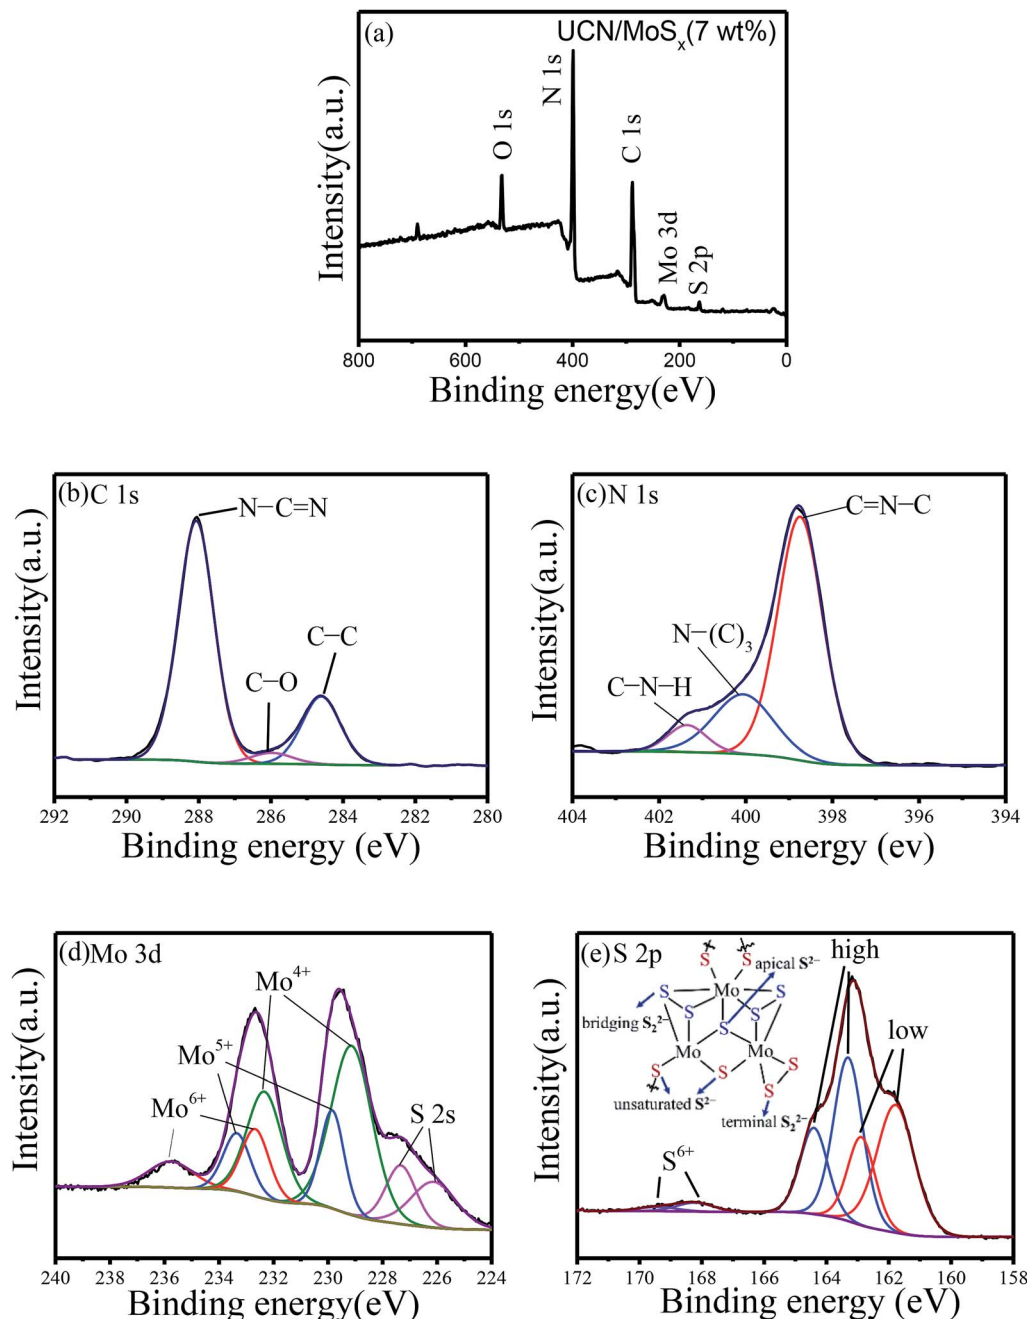 (a)
UCN/MoSₓ(7 wt%)
O 1s
N 1s
C 1s
Mo 3d
S 2p
Intensity(a.u.)
800
600
400
200
0
Binding energy(eV)
(b)C 1s
N−C=N
C−C
C−O
Intensity(a.u.)
292
290
288
286
284
282
280
Binding energy (eV)
(c)N 1s
C=N−C
N−(C)₃
C−N−H
Intensity(a.u.)
404
402
400
398
396
394
Binding energy (ev)
(d)Mo 3d
Mo⁴⁺
Mo⁵⁺
Mo⁶⁺
S 2s
Intensity(a.u.)
240
238
236
234
232
230
228
226
224
Binding energy(eV)
(e)S 2p
high
low
S⁶⁺
S S
apical S²⁻
S Mo S
S S
bridging S₂²⁻
S
Mo Mo
S S S
S
unsaturated S²⁻
terminal S₂²⁻
Intensity(a.u.)
172
170
168
166
164
162
160
158
Binding energy (eV)